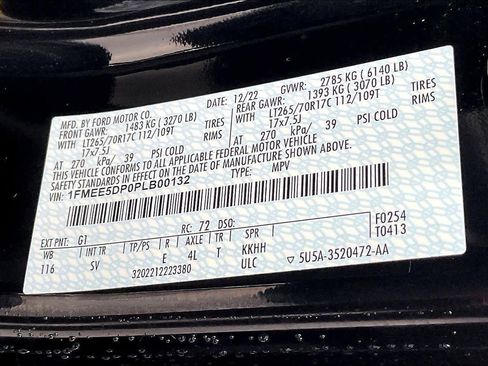 MFD. BY FORD MOTOR CO.
DATE: 12/22 GVWR: 2785 KG ( 6140 LB)
FRONT GAWR: 1483 KG ( 3270 LB) REAR GAWR: 1393 KG ( 3070 LB)
WITH LT265/70R17C 112/109T TIRES WITH LT265/70R17C 112/109T TIRES
17x7.5J RIMS 17x7.5J RIMS
AT 270 kPa/ 39 PSI COLD AT 270 kPa/ 39 PSI COLD
THIS VEHICLE CONFORMS TO ALL APPLICABLE FEDERAL MOTOR VEHICLE
SAFETY STANDARDS IN EFFECT ON THE DATE OF MANUFACTURE SHOWN ABOVE.
VIN: 1FMEE5DP0PLB00132 TYPE: MPV
EXT PNT: G1 RC: 72 DSO: F0254
WB INT TR TP/PS R AXLE TR SPR T0413
116 SV E 4L T KKHH
3202212223380 ULC ▽ 5U5A-3520472-AA